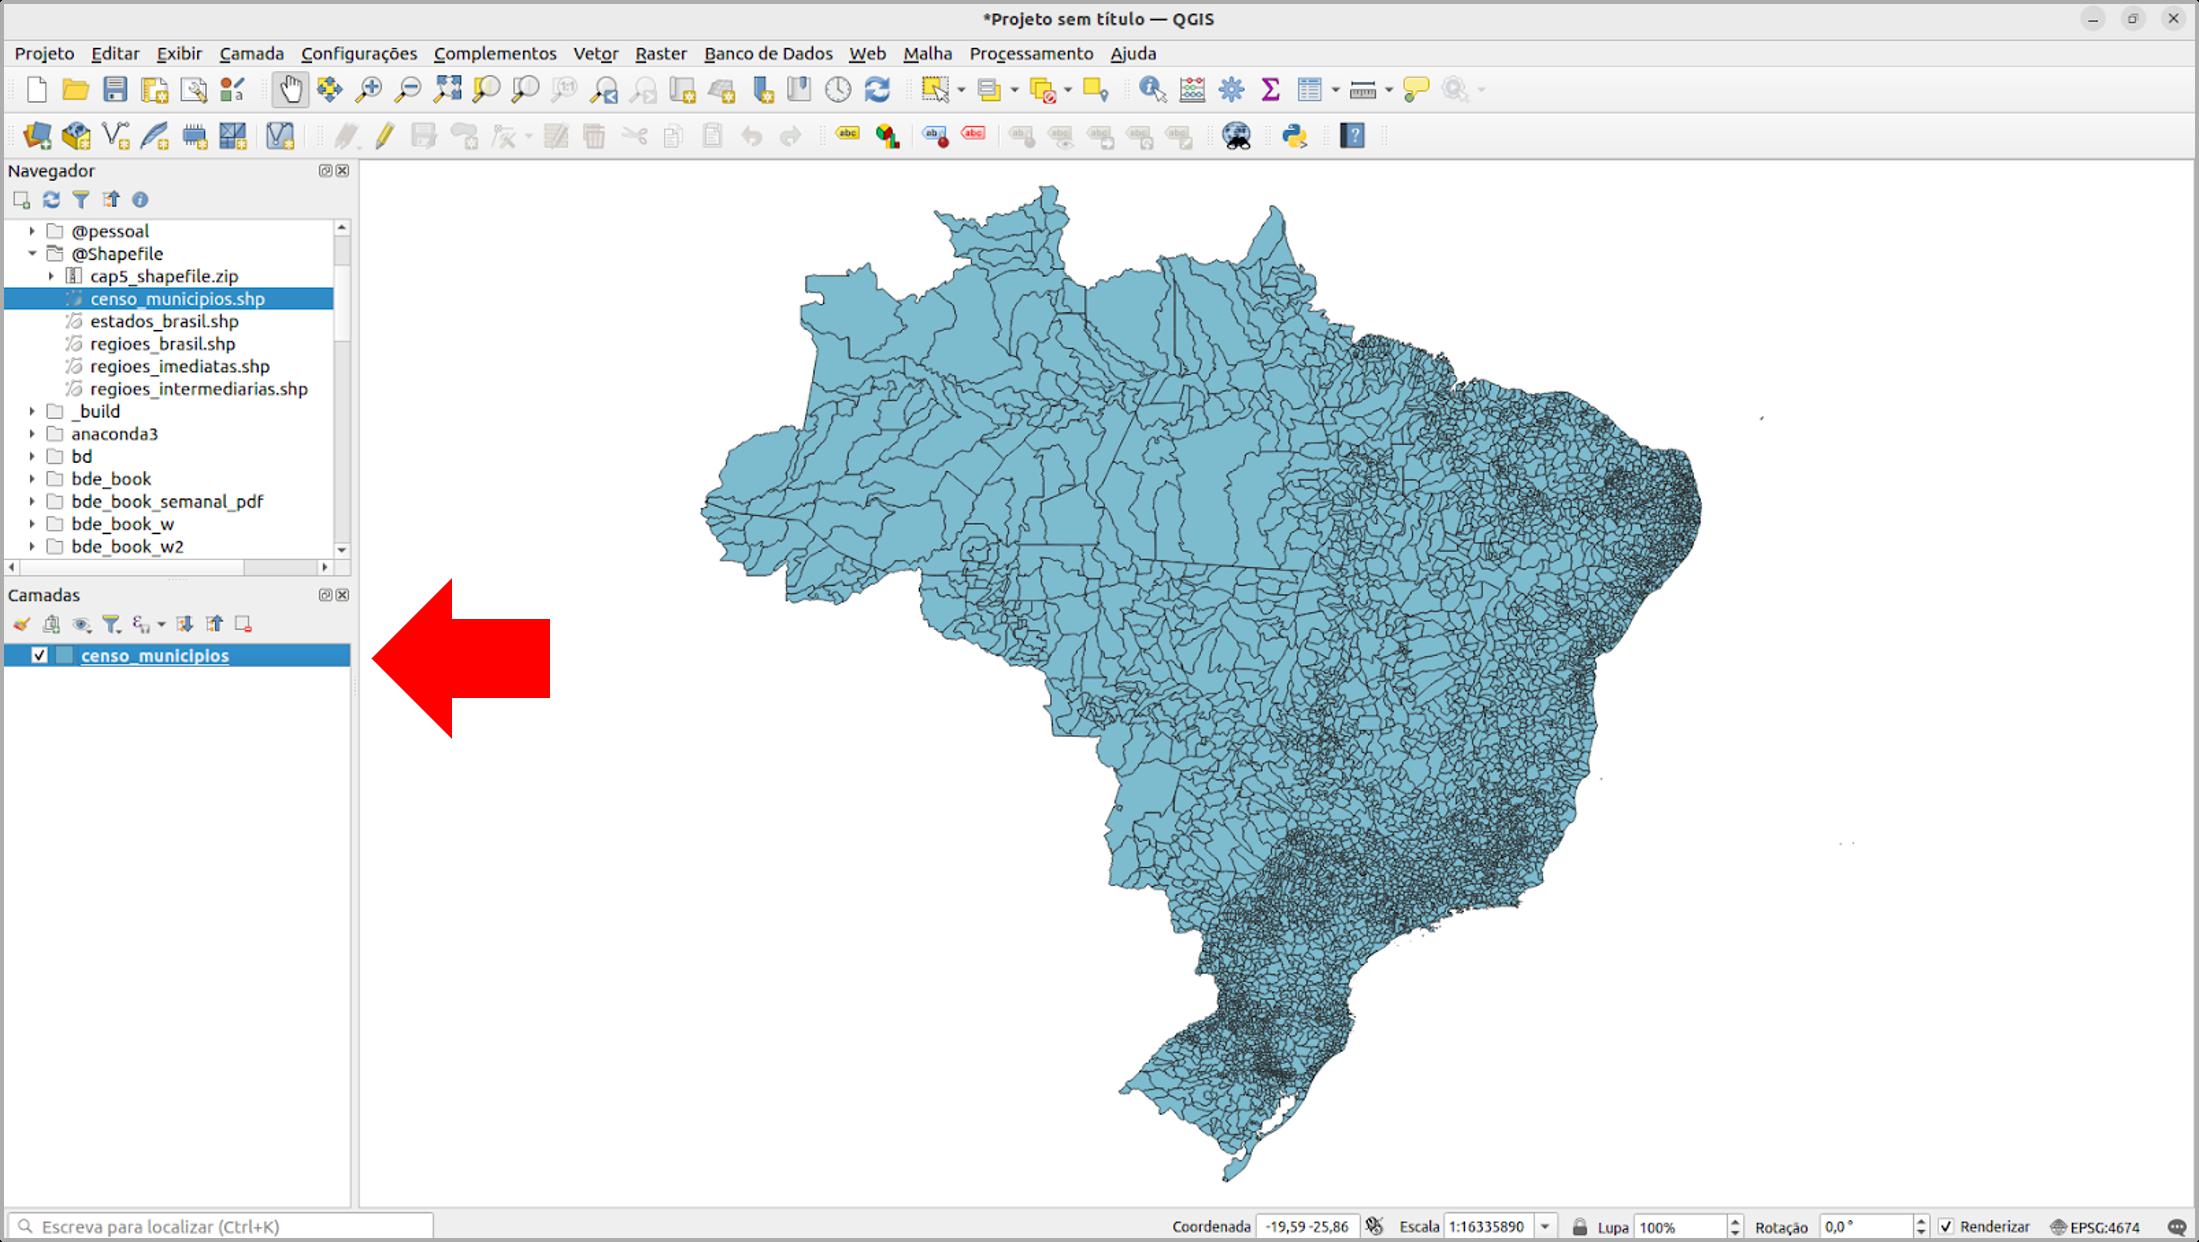 *Projeto sem título — QGIS
Projeto Editar Exibir Camada Configurações Complementos Vetor Raster Banco de Dados Web Malha Processamento Ajuda
Navegador
@pessoal
@Shapefile
cap5_shapefile.zip
censo_municipios.shp
estados_brasil.shp
regioes_brasil.shp
regioes_imediatas.shp
regioes_intermediarias.shp
_build
anaconda3
bd
bde_book
bde_book_semanal_pdf
bde_book_w
bde_book_w2
Camadas
censo_municipios
Escreva para localizar (Ctrl+K)
Coordenada -19,59 -25,86 Escala 1:16335890 Lupa 100% Rotação 0,0 ° Renderizar EPSG:4674